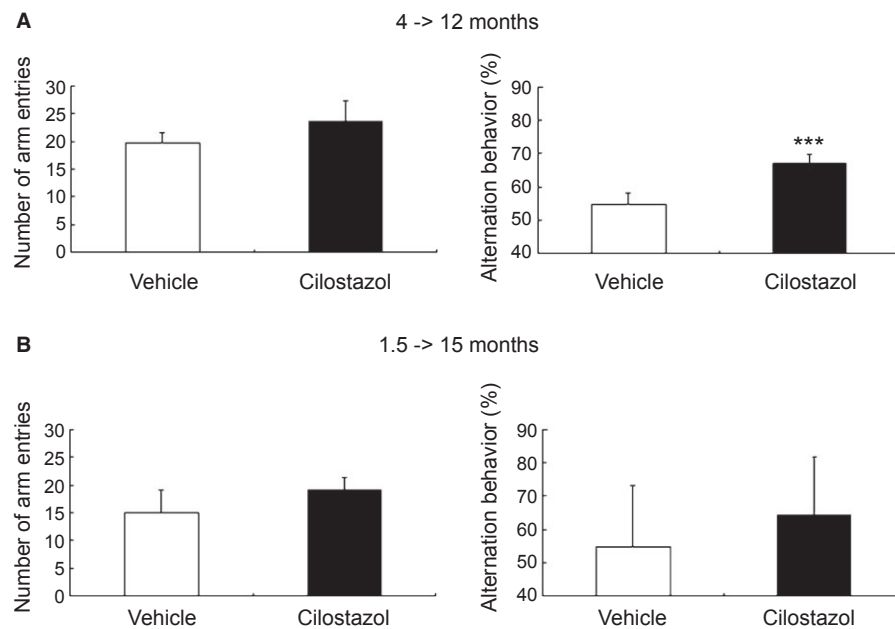 A
4 -> 12 months
Number of arm entries
30
25
20
15
10
5
0
Vehicle
Cilostazol
Alternation behavior (%)
90
80
70
60
50
40
***
Vehicle
Cilostazol
B
1.5 -> 15 months
Number of arm entries
30
25
20
15
10
5
0
Vehicle
Cilostazol
Alternation behavior (%)
90
80
70
60
50
40
Vehicle
Cilostazol